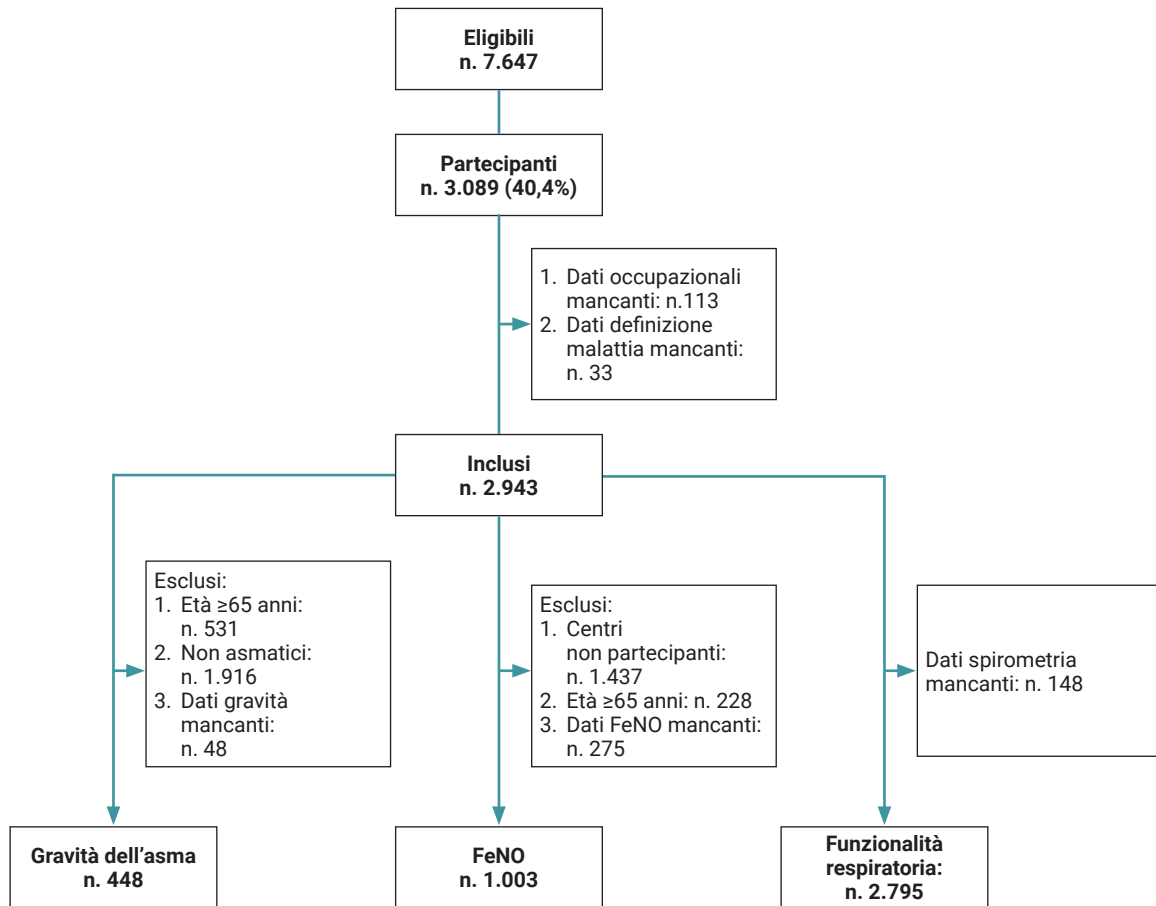 Eligibili
n. 7.647
Partecipanti
n. 3.089 (40,4%)
1. Dati occupazionali
mancanti: n.113
2. Dati definizione
malattia mancanti:
n. 33
Inclusi
n. 2.943
Esclusi:
1. Età ≥65 anni:
n. 531
2. Non asmatici:
n. 1.916
3. Dati gravità
mancanti:
n. 48
Esclusi:
1. Centri
non partecipanti:
n. 1.437
2. Età ≥65 anni: n. 228
3. Dati FeNO mancanti:
n. 275
Dati spirometria
mancanti: n. 148
Gravità dell’asma
n. 448
FeNO
n. 1.003
Funzionalità
respiratoria:
n. 2.795